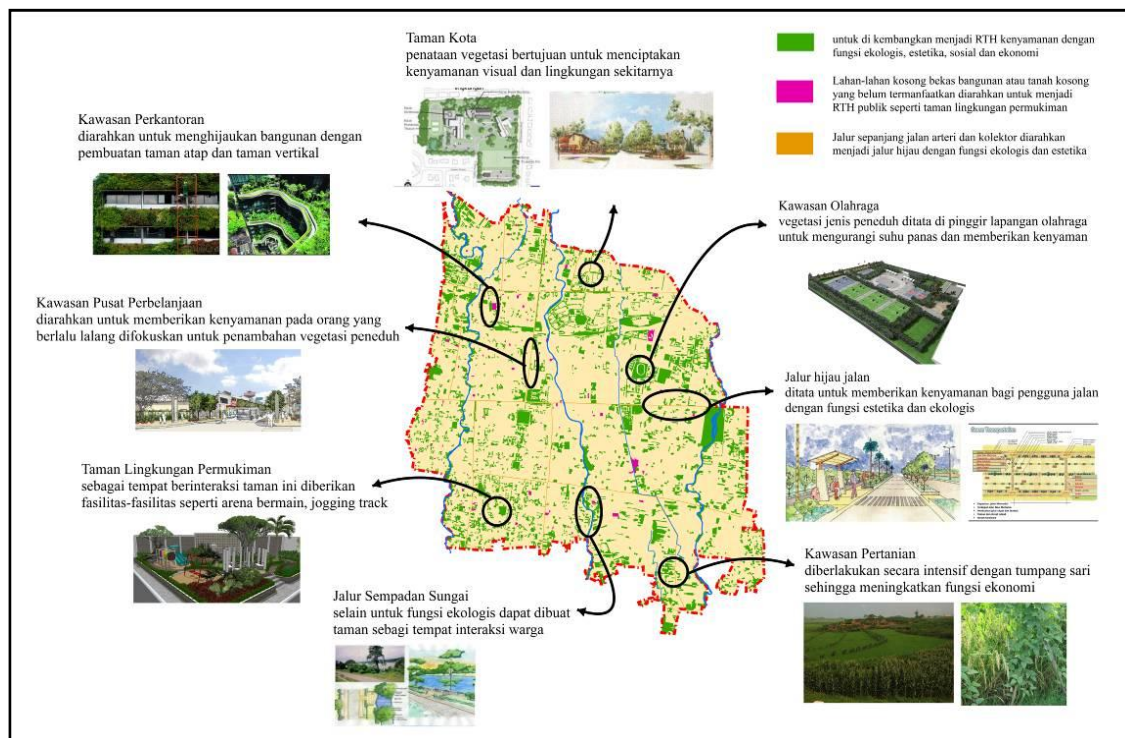 Taman Kota
penataan vegetasi bertujuan untuk menciptakan
kenyamanan visual dan lingkungan sekitarnya
untuk di kembangkan menjadi RTH kenyamanan dengan
fungsi ekologis, estetika, sosial dan ekonomi
Lahan-lahan kosong bekas bangunan atau tanah kosong
yang belum termanfaatkan diarahkan untuk menjadi
RTH publik seperti taman lingkungan permukiman
Jalur sepanjang jalan arteri dan kolektor diarahkan
menjadi jalur hijau dengan fungsi ekologis dan estetika
Kawasan Perkantoran
diarahkan untuk menghijaukan bangunan dengan
pembuatan taman atap dan taman vertikal
Kawasan Olahraga
vegetasi jenis peneduh ditata di pinggir lapangan olahraga
untuk mengurangi suhu panas dan memberikan kenyaman
Kawasan Pusat Perbelanjaan
diarahkan untuk memberikan kenyamanan pada orang yang
berlalu lalang difokuskan untuk penambahan vegetasi peneduh
Jalur hijau jalan
ditata untuk memberikan kenyamanan bagi pengguna jalan
dengan fungsi estetika dan ekologis
Taman Lingkungan Permukiman
sebagai tempat berinteraksi taman ini diberikan
fasilitas-fasilitas seperti arena bermain, jogging track
Kawasan Pertanian
diberlakukan secara intensif dengan tumpang sari
sehingga meningkatkan fungsi ekonomi
Jalur Sempadan Sungai
selain untuk fungsi ekologis dapat dibuat
taman sebagi tempat interaksi warga